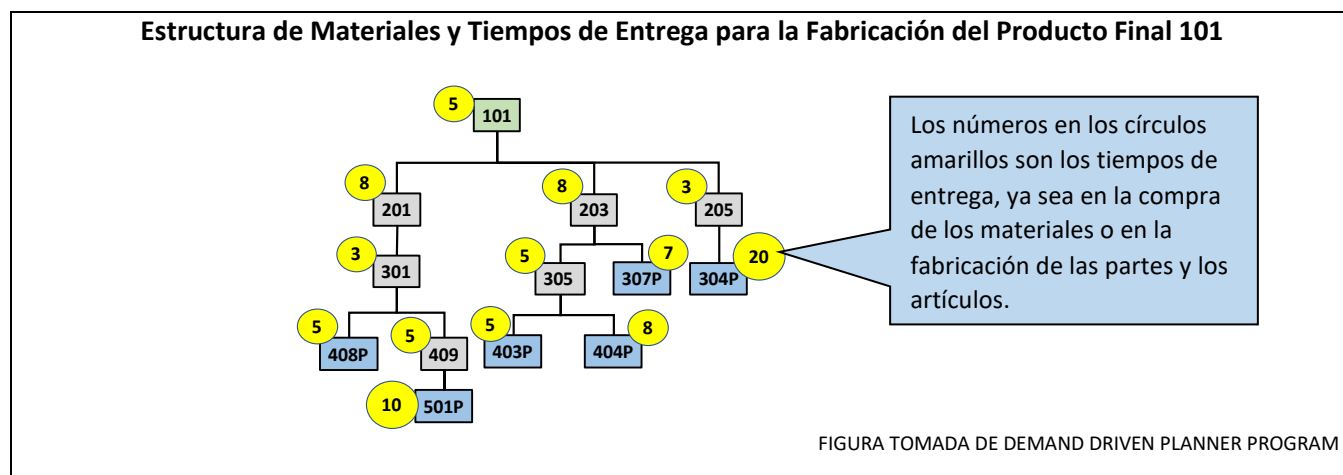 Estructura de Materiales y Tiempos de Entrega para la Fabricación del Producto Final 101
5
101
8
201
8
203
3
205
3
301
5
305
7
307P
20
304P
5
408P
5
409
5
403P
8
404P
10
501P
Los números en los círculos
amarillos son los tiempos de
entrega, ya sea en la compra
de los materiales o en la
fabricación de las partes y los
artículos.
FIGURA TOMADA DE DEMAND DRIVEN PLANNER PROGRAM